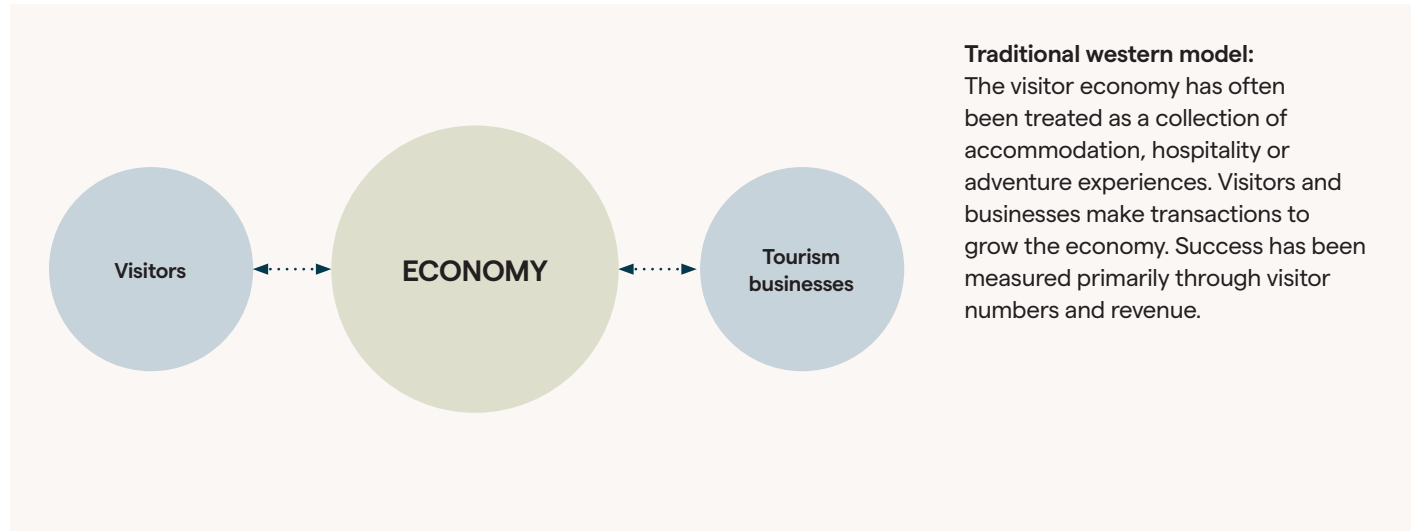 Visitors
ECONOMY
Tourism
businesses
Traditional western model:
The visitor economy has often
been treated as a collection of
accommodation, hospitality or
adventure experiences. Visitors and
businesses make transactions to
grow the economy. Success has been
measured primarily through visitor
numbers and revenue.